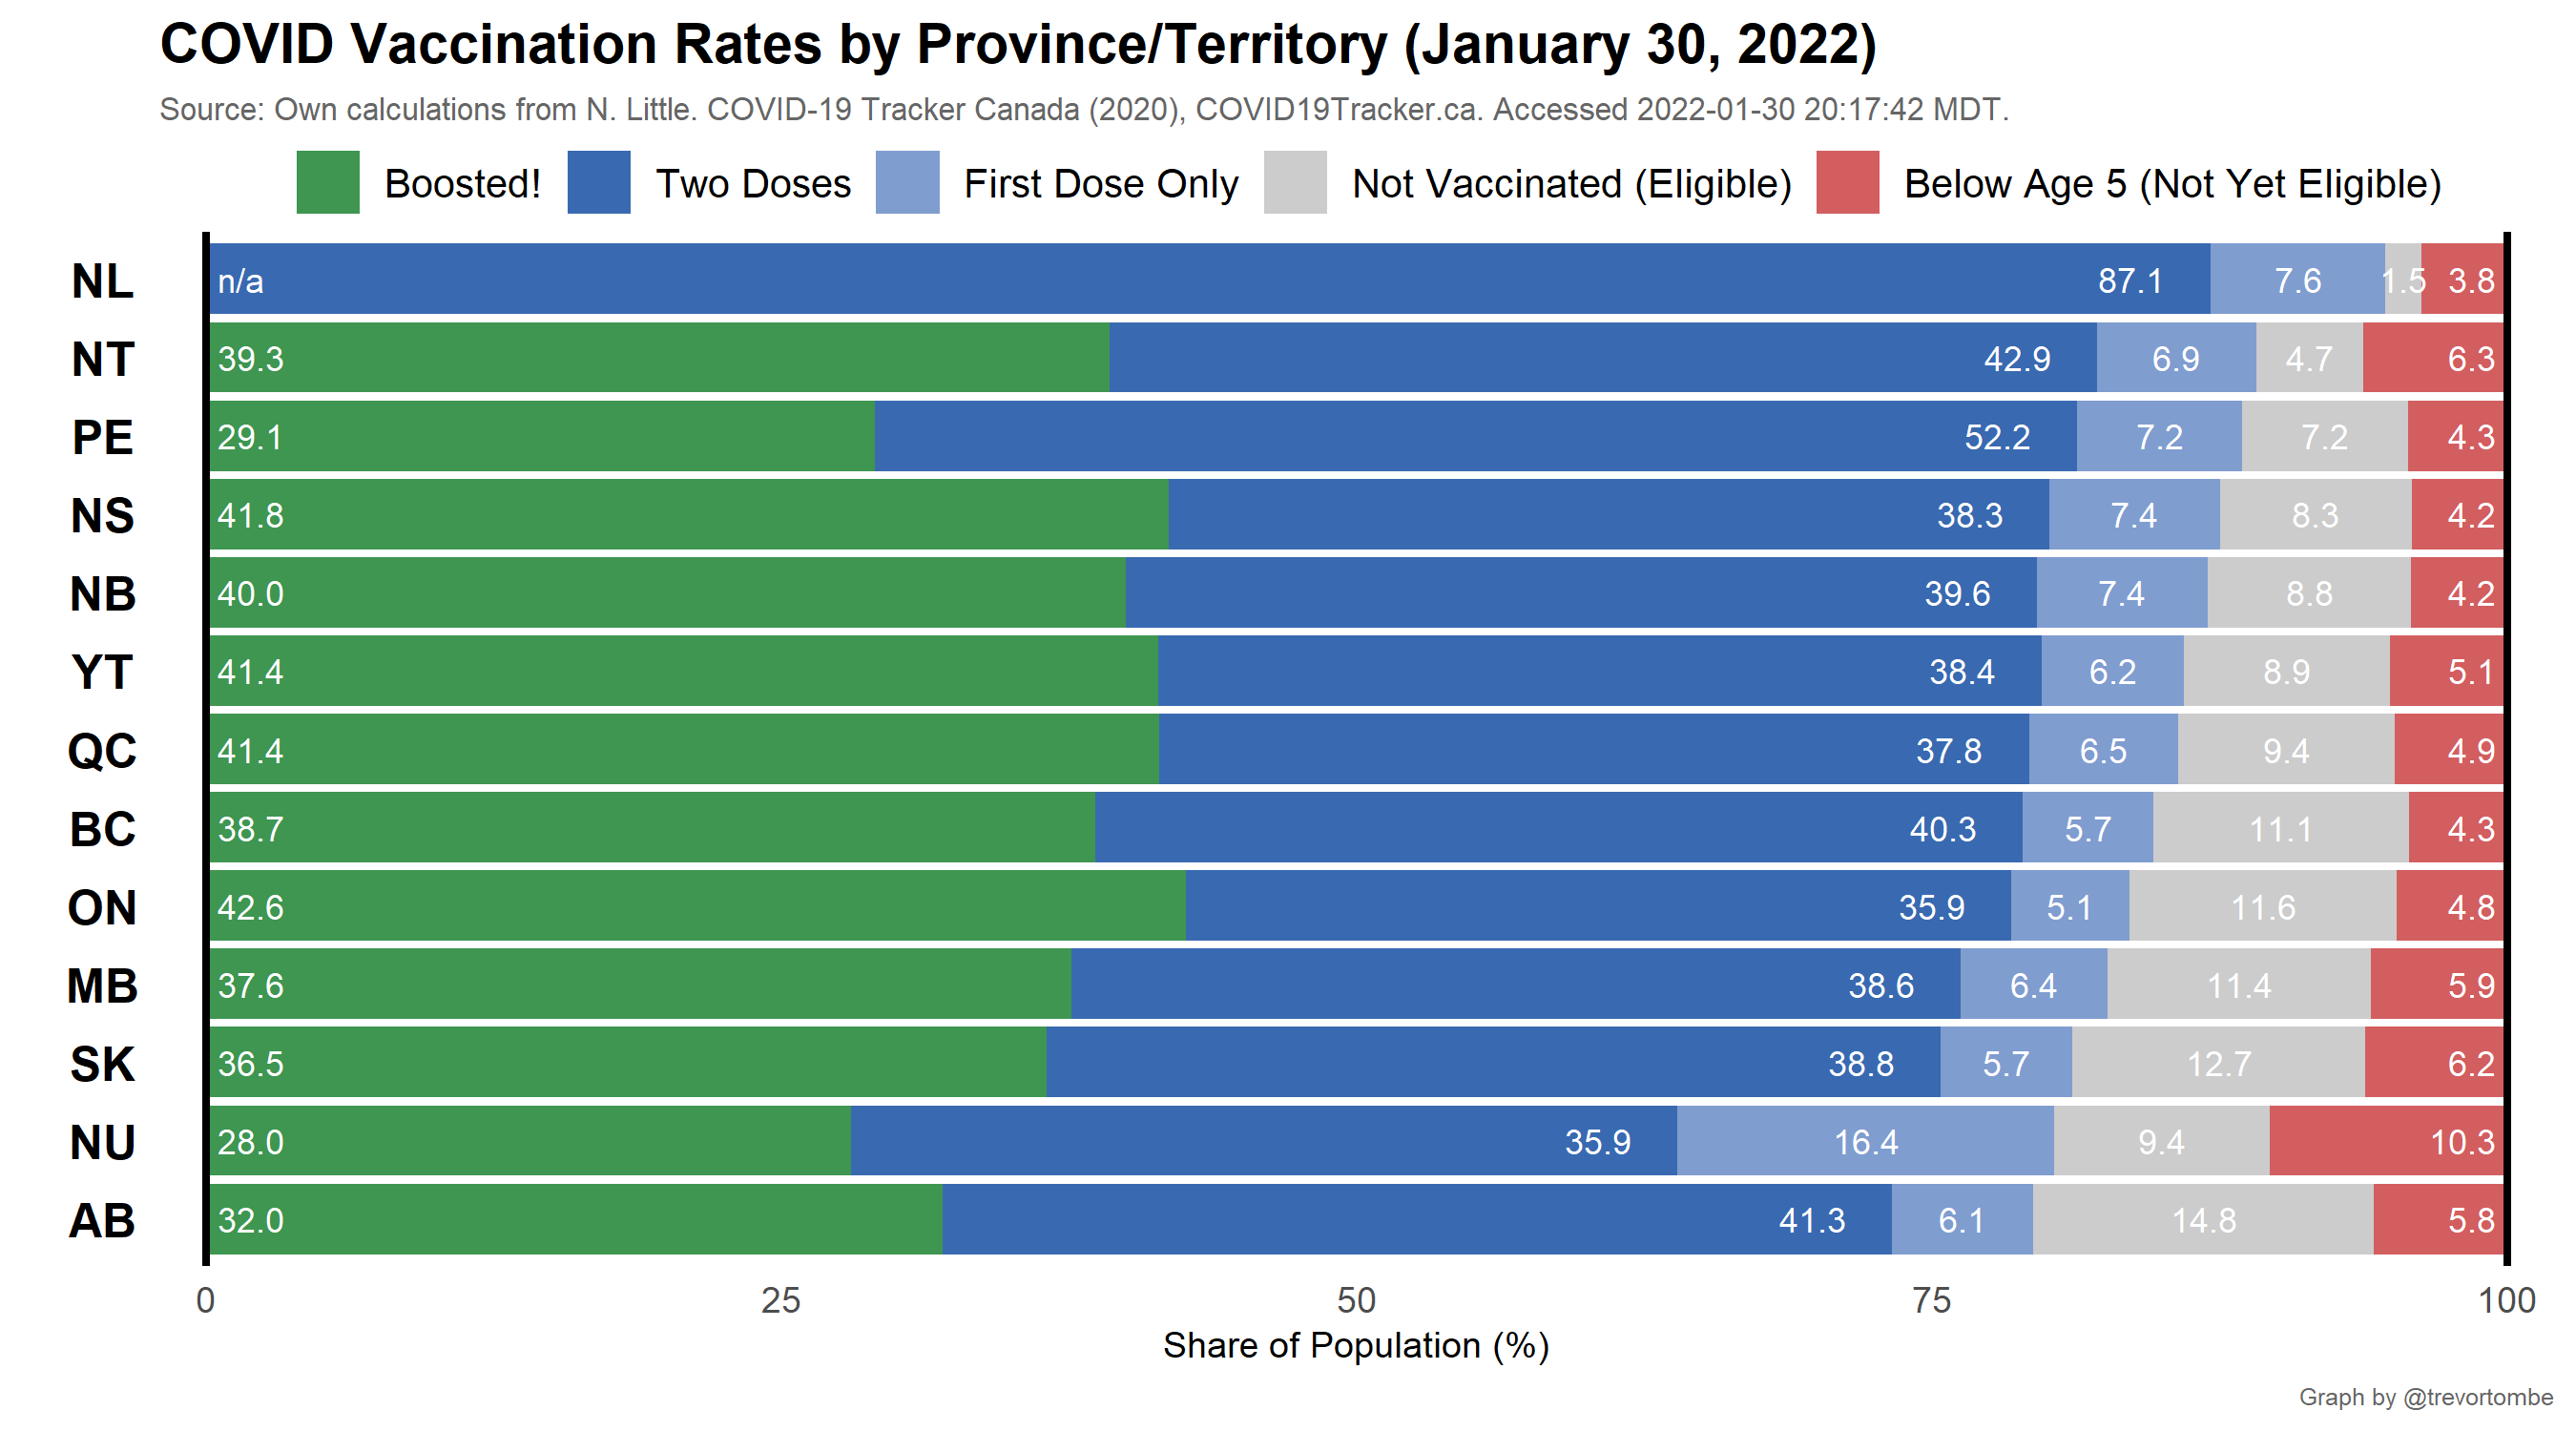 COVID Vaccination Rates by Province/Territory (January 30, 2022)
Source: Own calculations from N. Little. COVID-19 Tracker Canada (2020), COVID19Tracker.ca. Accessed 2022-01-30 20:17:42 MDT.
Boosted! Two Doses First Dose Only Not Vaccinated (Eligible) Below Age 5 (Not Yet Eligible)
NL n/a 87.1 7.6 1.5 3.8
NT 39.3 42.9 6.9 4.7 6.3
PE 29.1 52.2 7.2 7.2 4.3
NS 41.8 38.3 7.4 8.3 4.2
NB 40.0 39.6 7.4 8.8 4.2
YT 41.4 38.4 6.2 8.9 5.1
QC 41.4 37.8 6.5 9.4 4.9
BC 38.7 40.3 5.7 11.1 4.3
ON 42.6 35.9 5.1 11.6 4.8
MB 37.6 38.6 6.4 11.4 5.9
SK 36.5 38.8 5.7 12.7 6.2
NU 28.0 35.9 16.4 9.4 10.3
AB 32.0 41.3 6.1 14.8 5.8
0 25 50 75 100
Share of Population (%)
Graph by @trevortombe